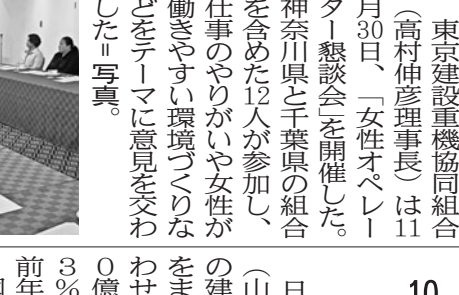 東京建設重機協同組合
（高村伸彦理事長）は11
月30日、「女性オペレー
ター懇談会」を開催した。
神奈川県と千葉県の組合
を含めた12人が参加し、
仕事のやりがいや女性が
働きやすい環境づくりな
どをテーマに意見を交わ
した＝写真。
10
日
（山
の建
をま
わせ
0億
3％
前年